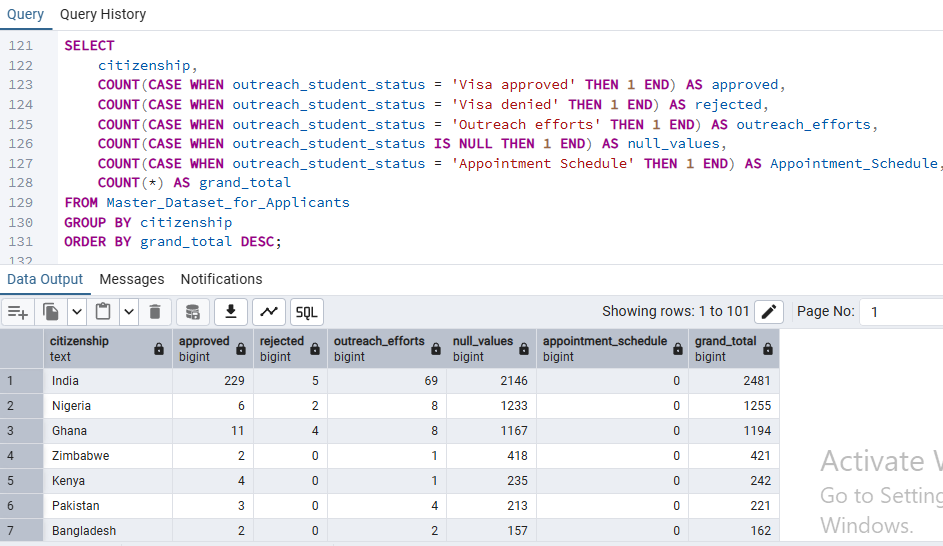 Query Query History
121 SELECT
122 citizenship,
123 COUNT(CASE WHEN outreach_student_status = 'Visa approved' THEN 1 END) AS approved,
124 COUNT(CASE WHEN outreach_student_status = 'Visa denied' THEN 1 END) AS rejected,
125 COUNT(CASE WHEN outreach_student_status = 'Outreach efforts' THEN 1 END) AS outreach_efforts,
126 COUNT(CASE WHEN outreach_student_status IS NULL THEN 1 END) AS null_values,
127 COUNT(CASE WHEN outreach_student_status = 'Appointment Schedule' THEN 1 END) AS Appointment_Schedule,
128 COUNT(*) AS grand_total
129 FROM Master_Dataset_for_Applicants
130 GROUP BY citizenship
131 ORDER BY grand_total DESC;
132
Data Output Messages Notifications
SQL Showing rows: 1 to 101 Page No: 1
citizenship approved rejected outreach_efforts null_values appointment_schedule grand_total
text bigint bigint bigint bigint bigint bigint
1 India 229 5 69 2146 0 2481
2 Nigeria 6 2 8 1233 0 1255
3 Ghana 11 4 8 1167 0 1194
4 Zimbabwe 2 0 1 418 0 421
5 Kenya 4 0 1 235 0 242
6 Pakistan 3 0 4 213 0 221
7 Bangladesh 2 0 2 157 0 162
Activate W
Go to Setting
Windows.